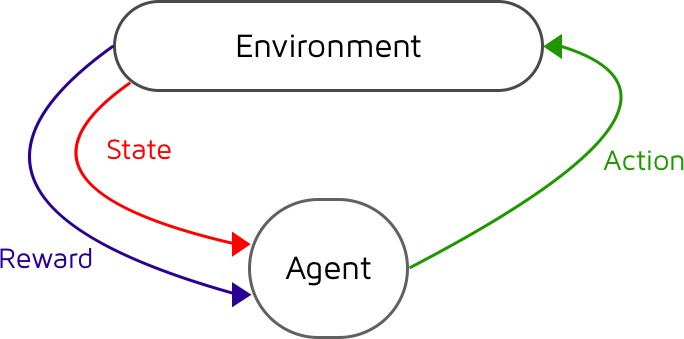 Environment
State
Action
Reward
Agent